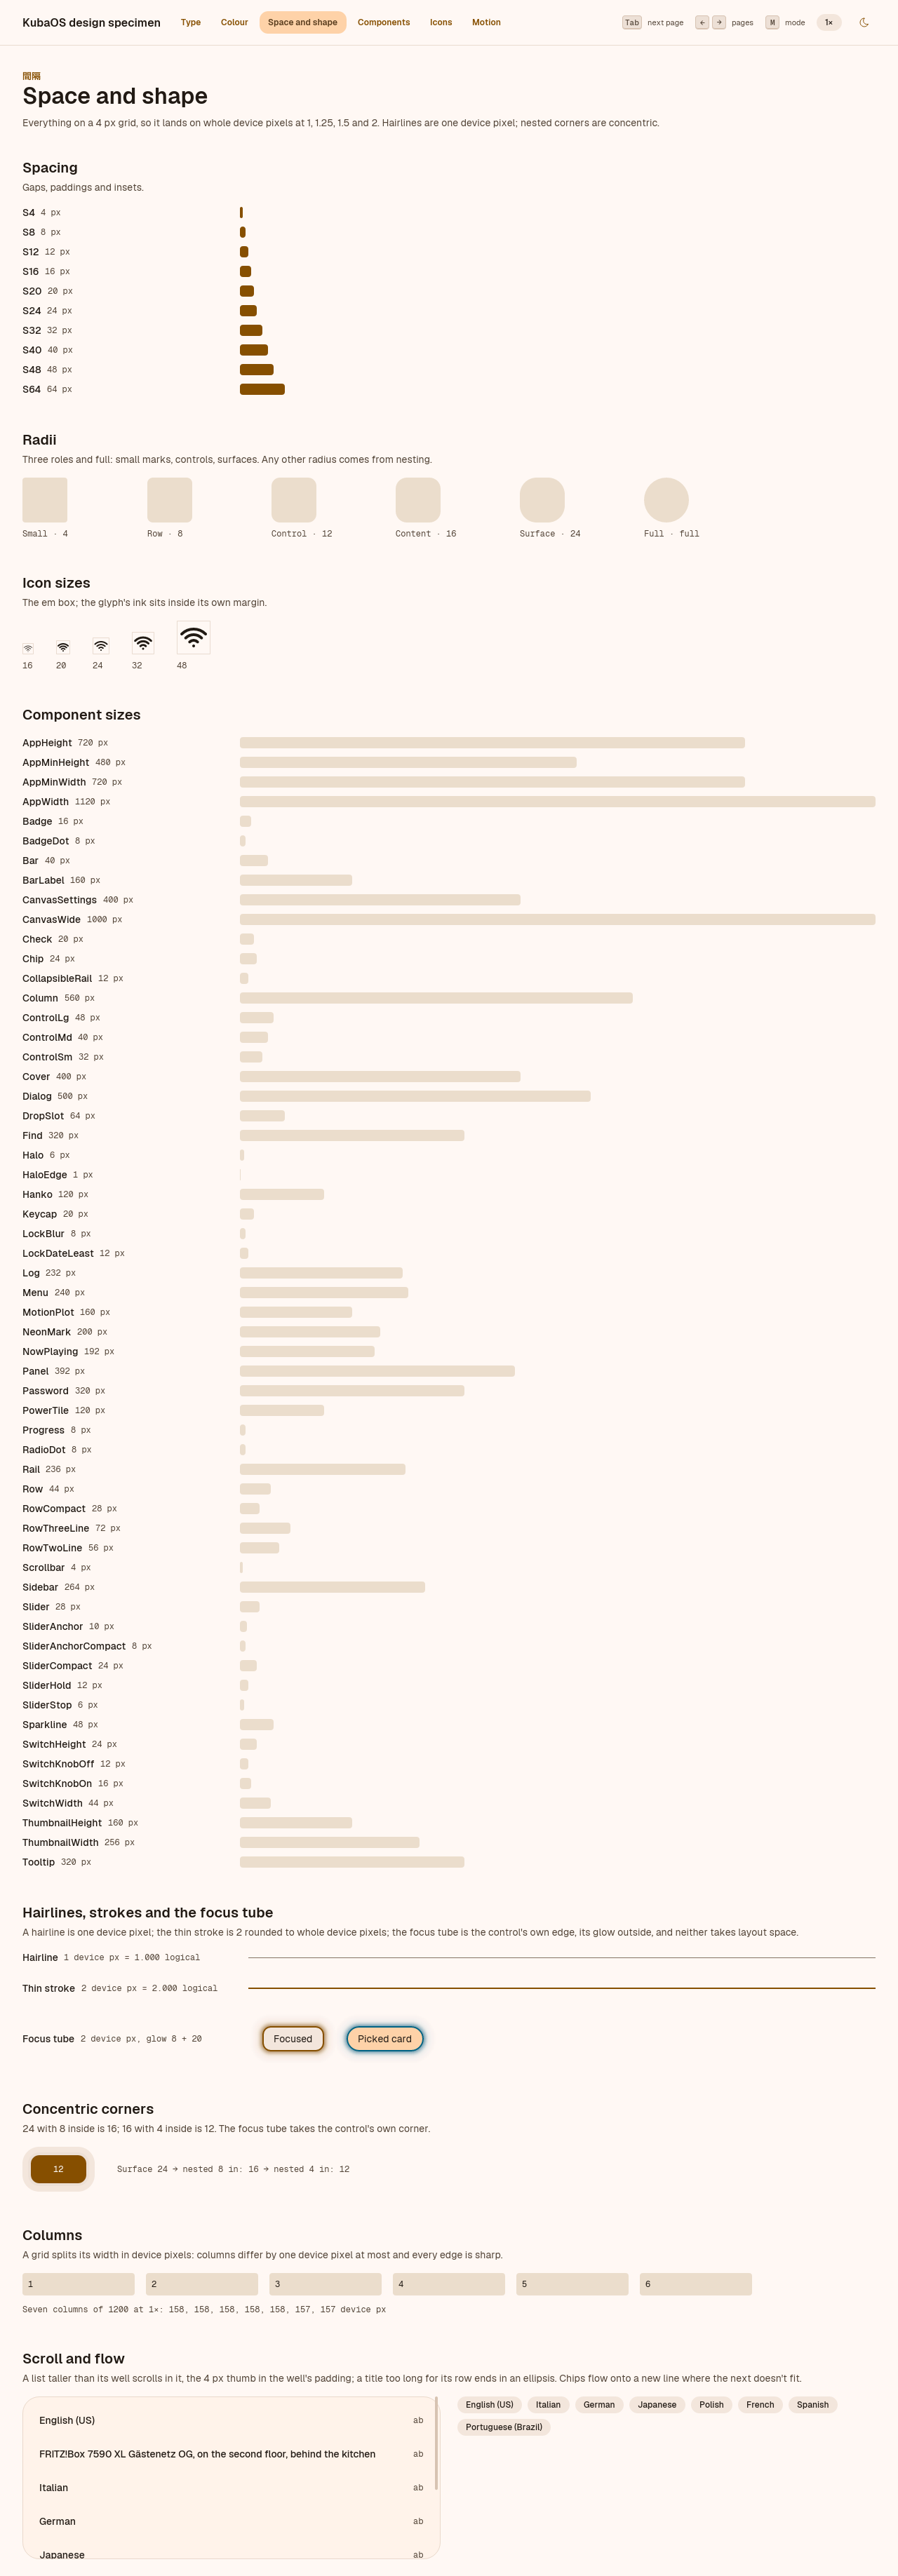 KubaOS design specimen Type Colour Space and shape Components Icons Motion Tab next page ← → pages M mode 1×
間隔
Space and shape
Everything on a 4 px grid, so it lands on whole device pixels at 1, 1.25, 1.5 and 2. Hairlines are one device pixel; nested corners are concentric.
Spacing
Gaps, paddings and insets.
S4 4 px
S8 8 px
S12 12 px
S16 16 px
S20 20 px
S24 24 px
S32 32 px
S40 40 px
S48 48 px
S64 64 px
Radii
Three roles and full: small marks, controls, surfaces. Any other radius comes from nesting.
Small · 4 Row · 8 Control · 12 Content · 16 Surface · 24 Full · full
Icon sizes
The em box; the glyph's ink sits inside its own margin.
16 20 24 32 48
Component sizes
AppHeight 720 px
AppMinHeight 480 px
AppMinWidth 720 px
AppWidth 1120 px
Badge 16 px
BadgeDot 8 px
Bar 40 px
BarLabel 160 px
CanvasSettings 400 px
CanvasWide 1000 px
Check 20 px
Chip 24 px
CollapsibleRail 12 px
Column 560 px
ControlLg 48 px
ControlMd 40 px
ControlSm 32 px
Cover 400 px
Dialog 500 px
DropSlot 64 px
Find 320 px
Halo 6 px
HaloEdge 1 px
Hanko 120 px
Keycap 20 px
LockBlur 8 px
LockDateLeast 12 px
Log 232 px
Menu 240 px
MotionPlot 160 px
NeonMark 200 px
NowPlaying 192 px
Panel 392 px
Password 320 px
PowerTile 120 px
Progress 8 px
RadioDot 8 px
Rail 236 px
Row 44 px
RowCompact 28 px
RowThreeLine 72 px
RowTwoLine 56 px
Scrollbar 4 px
Sidebar 264 px
Slider 28 px
SliderAnchor 10 px
SliderAnchorCompact 8 px
SliderCompact 24 px
SliderHold 12 px
SliderStop 6 px
Sparkline 48 px
SwitchHeight 24 px
SwitchKnobOff 12 px
SwitchKnobOn 16 px
SwitchWidth 44 px
ThumbnailHeight 160 px
ThumbnailWidth 256 px
Tooltip 320 px
Hairlines, strokes and the focus tube
A hairline is one device pixel; the thin stroke is 2 rounded to whole device pixels; the focus tube is the control's own edge, its glow outside, and neither takes layout space.
Hairline 1 device px = 1.000 logical
Thin stroke 2 device px = 2.000 logical
Focus tube 2 device px, glow 8 + 20 Focused Picked card
Concentric corners
24 with 8 inside is 16; 16 with 4 inside is 12. The focus tube takes the control's own corner.
12 Surface 24 → nested 8 in: 16 → nested 4 in: 12
Columns
A grid splits its width in device pixels: columns differ by one device pixel at most and every edge is sharp.
1 2 3 4 5 6
Seven columns of 1200 at 1×: 158, 158, 158, 158, 158, 157, 157 device px
Scroll and flow
A list taller than its well scrolls in it, the 4 px thumb in the well's padding; a title too long for its row ends in an ellipsis. Chips flow onto a new line where the next doesn't fit.
English (US) ab
FRITZ!Box 7590 XL Gästenetz OG, on the second floor, behind the kitchen ab
Italian ab
German ab
Japanese ab
English (US) Italian German Japanese Polish French Spanish
Portuguese (Brazil)